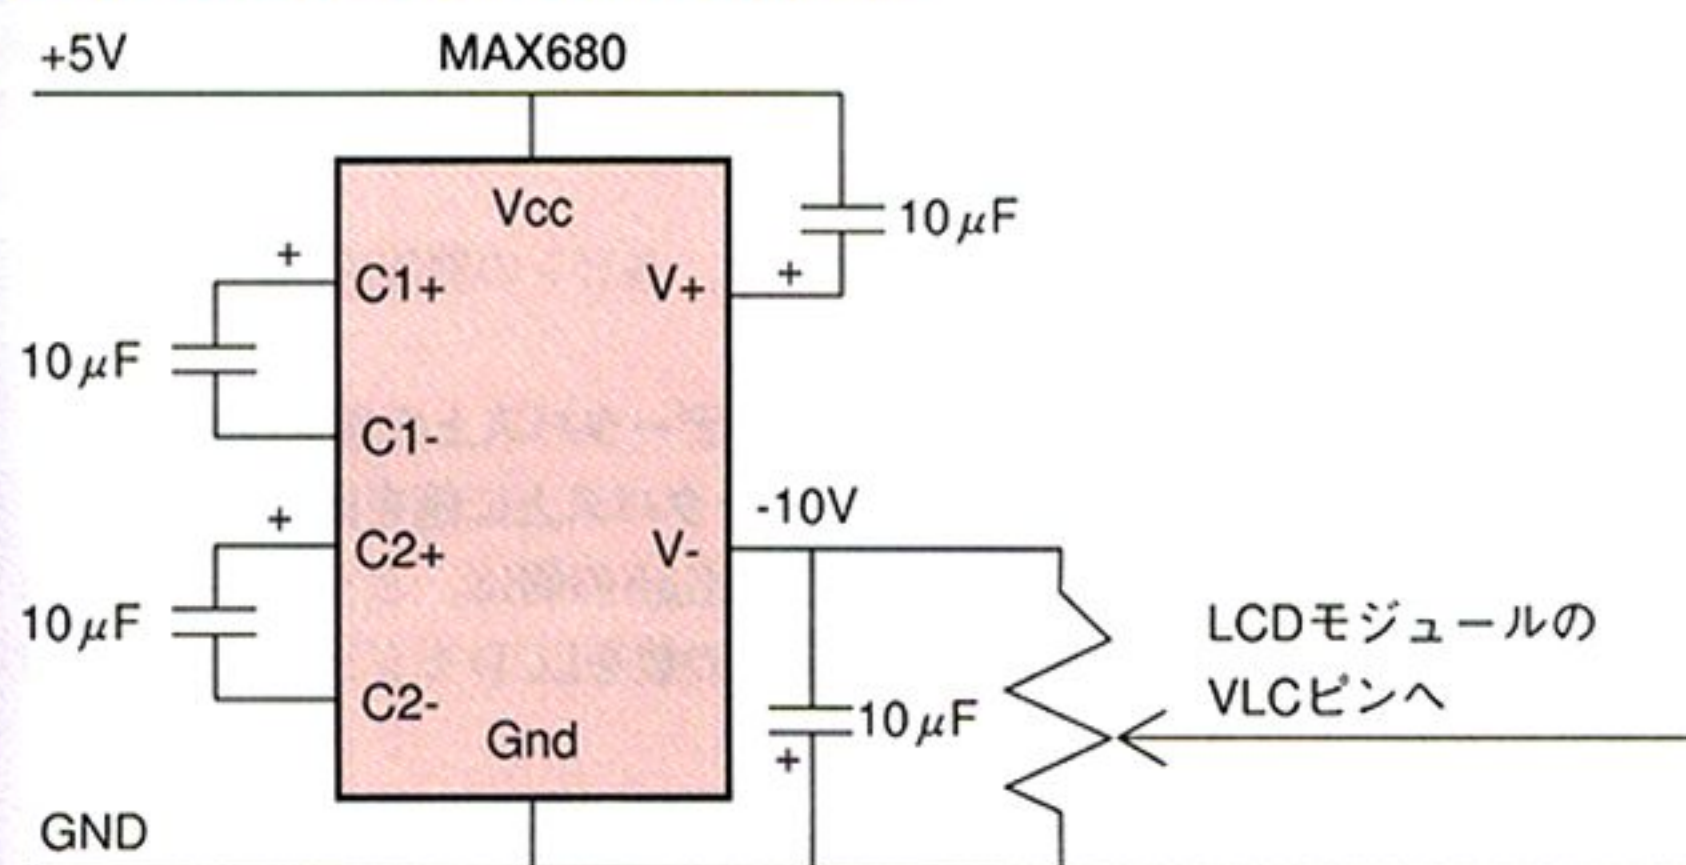 +5V
MAX680
Vcc
10μF
+
C1+
V+
+
10μF
C1-
-10V
+
C2+
V-
10μF
LCDモジュールの
VLCピンへ
C2-
10μF
Gnd
+
GND